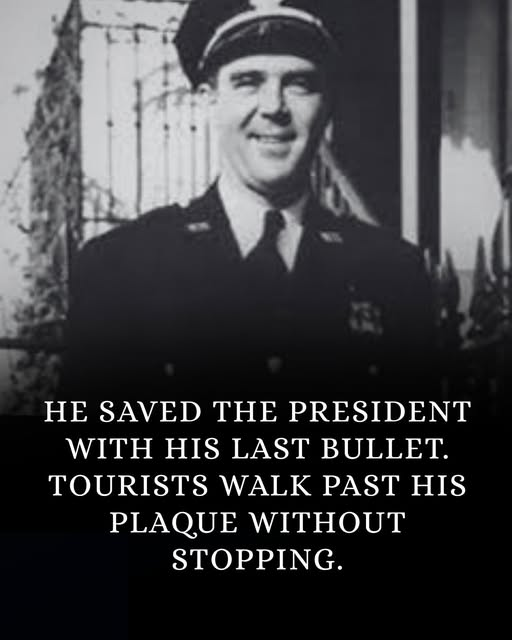 HE SAVED THE PRESIDENT
WITH HIS LAST BULLET.
TOURISTS WALK PAST HIS
PLAQUE WITHOUT
STOPPING.